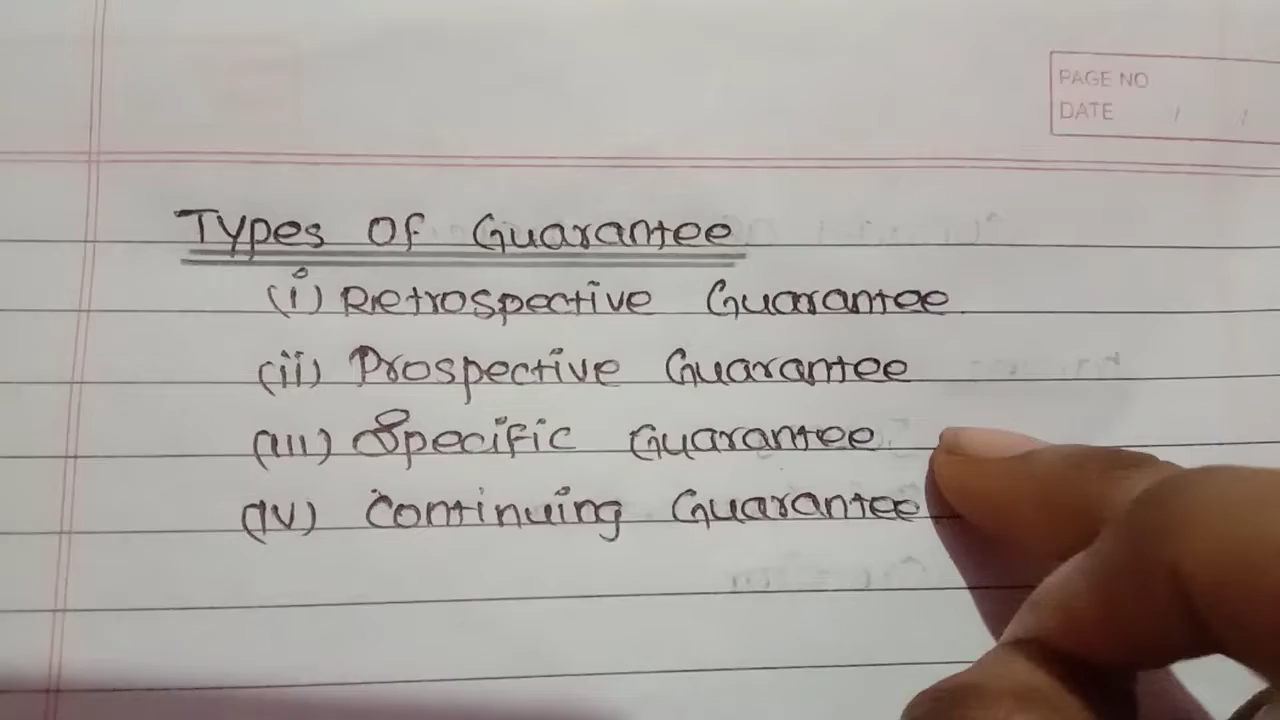 PAGE NO
DATE / /
Types Of Guarantee
(i) Retrospective Guarantee
(ii) Prospective Guarantee
(III) Specific Guarantee
(IV) Continuing Guarantee